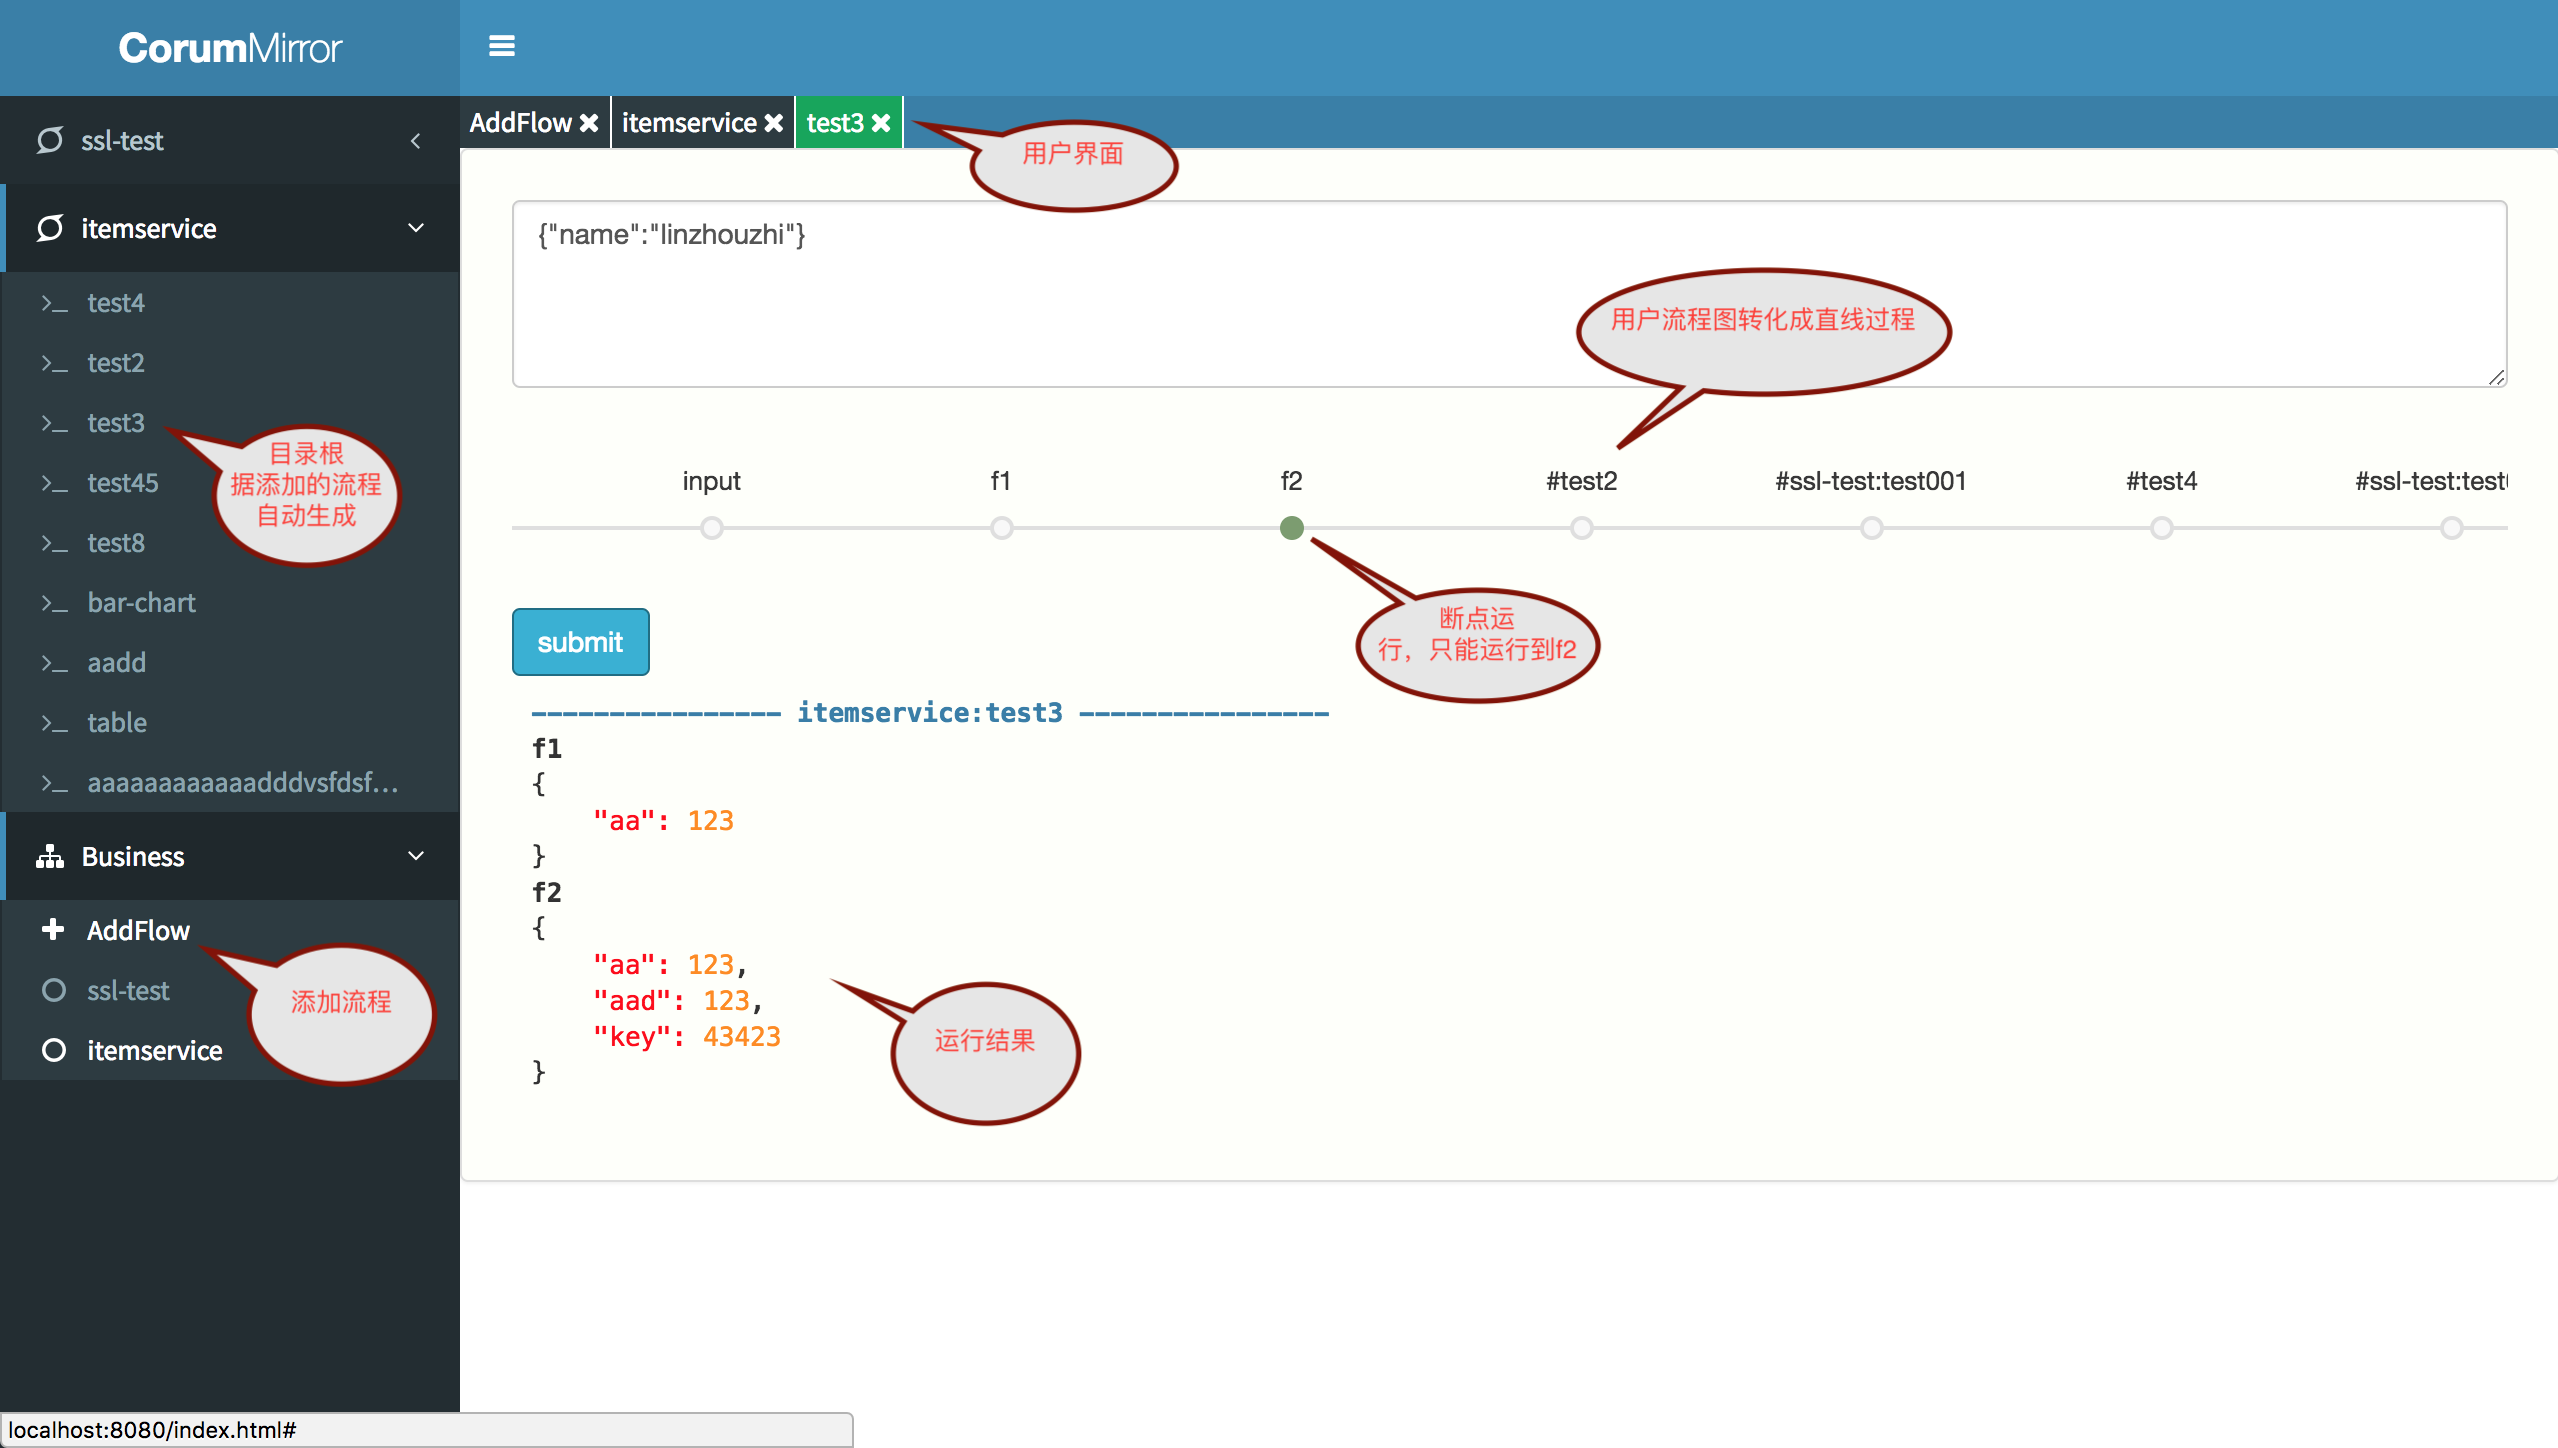 CorumMirror
ssl-test
itemservice
test4
test2
test3
test45
test8
bar-chart
aadd
table
aaaaaaaaaaaadddvsfdsf...
Business
AddFlow
ssl-test
itemservice
目录根
据添加的流程
自动生成
添加流程
AddFlow
itemservice
test3
用户界面
{"name":"linzhouzhi"}
用户流程图转化成直线过程
input
f1
f2
#test2
#ssl-test:test001
#test4
#ssl-test:test
断点运
行，只能运行到f2
submit
---------------- itemservice:test3 ----------------
f1
{
"aa": 123
}
f2
{
"aa": 123,
"aad": 123,
"key": 43423
}
运行结果
localhost:8080/index.html#